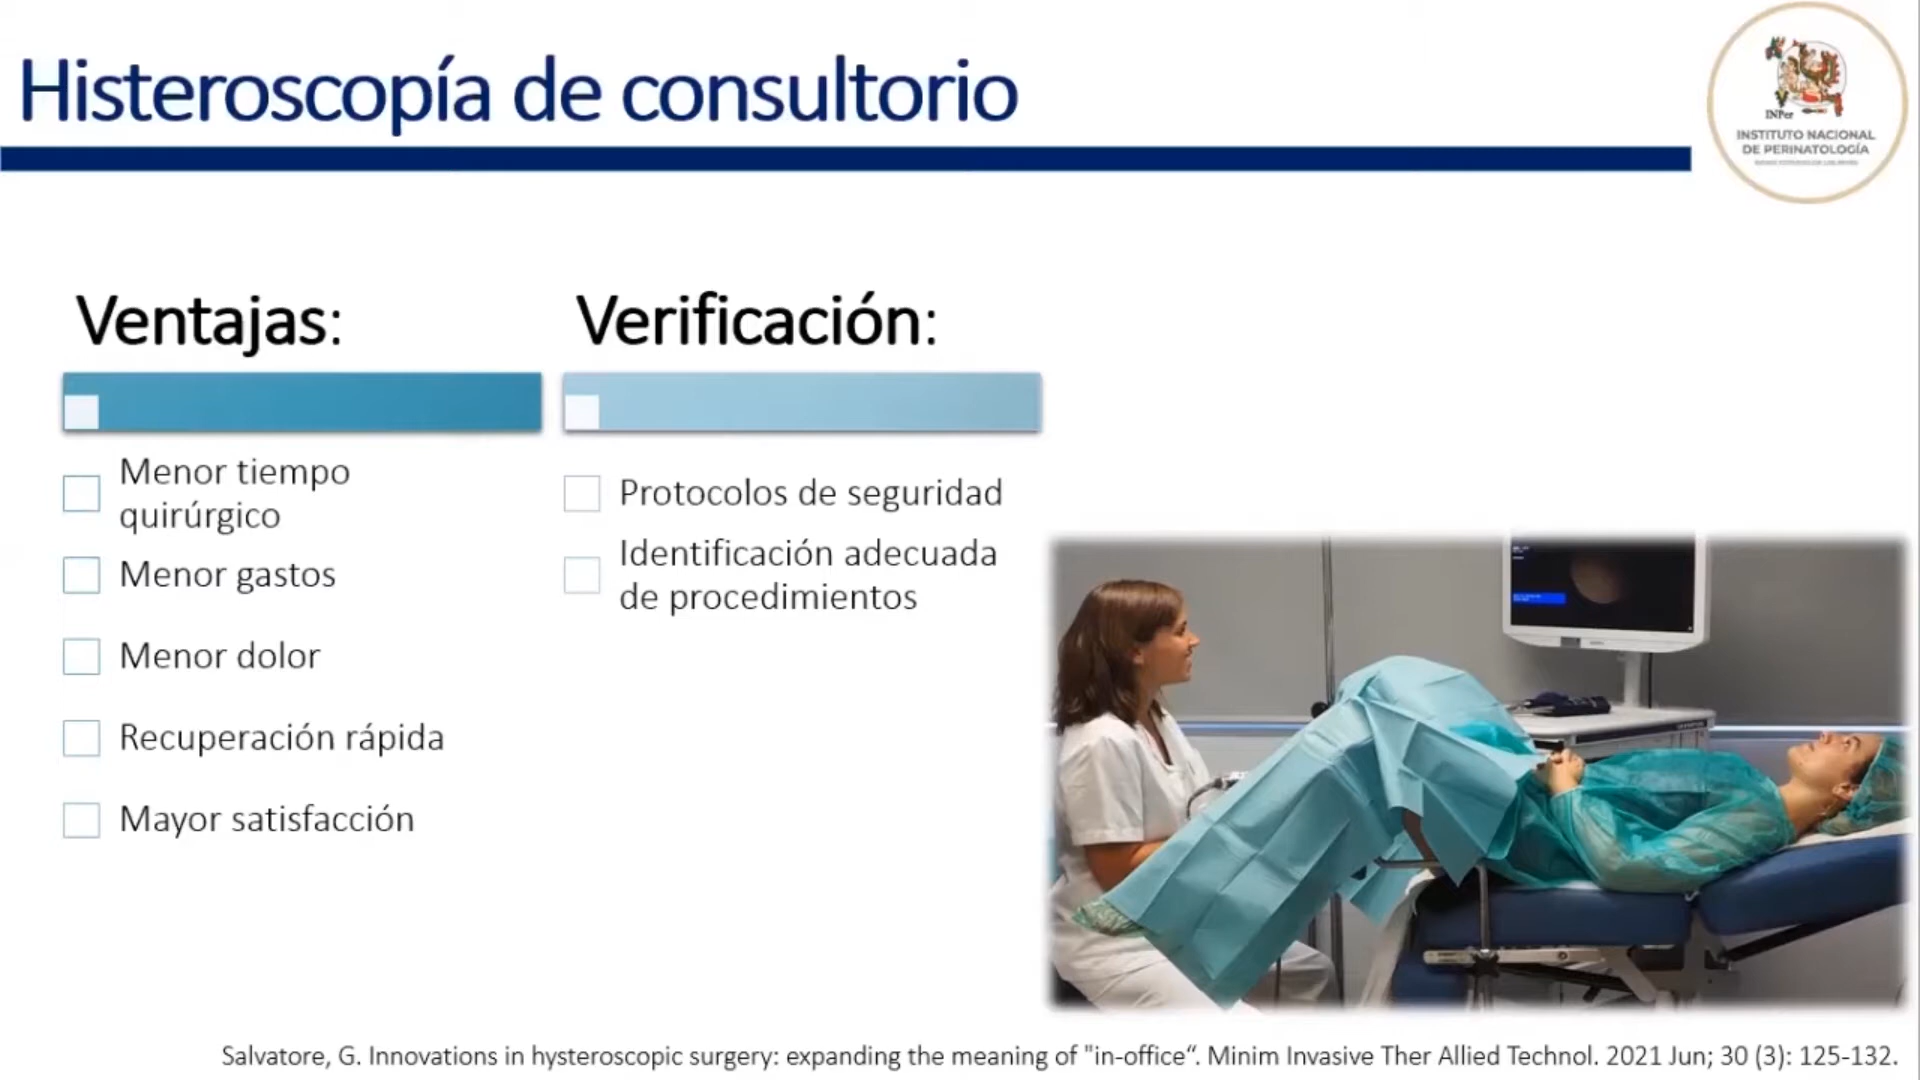 Histeroscopía de consultorio
INPer
INSTITUTO NACIONAL
DE PERINATOLOGÍA
Ventajas:
Menor tiempo
quirúrgico
Menor gastos
Menor dolor
Recuperación rápida
Mayor satisfacción
Verificación:
Protocolos de seguridad
Identificación adecuada
de procedimientos
Salvatore, G. Innovations in hysteroscopic surgery: expanding the meaning of "in-office“. Minim Invasive Ther Allied Technol. 2021 Jun; 30 (3): 125-132.